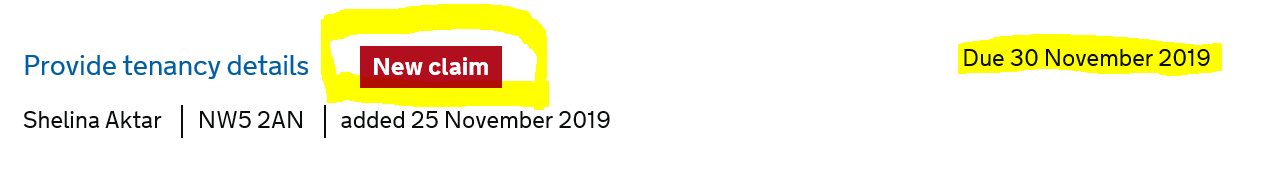 Provide tenancy details New claim Due 30 November 2019
Shelina Aktar NW5 2AN added 25 November 2019